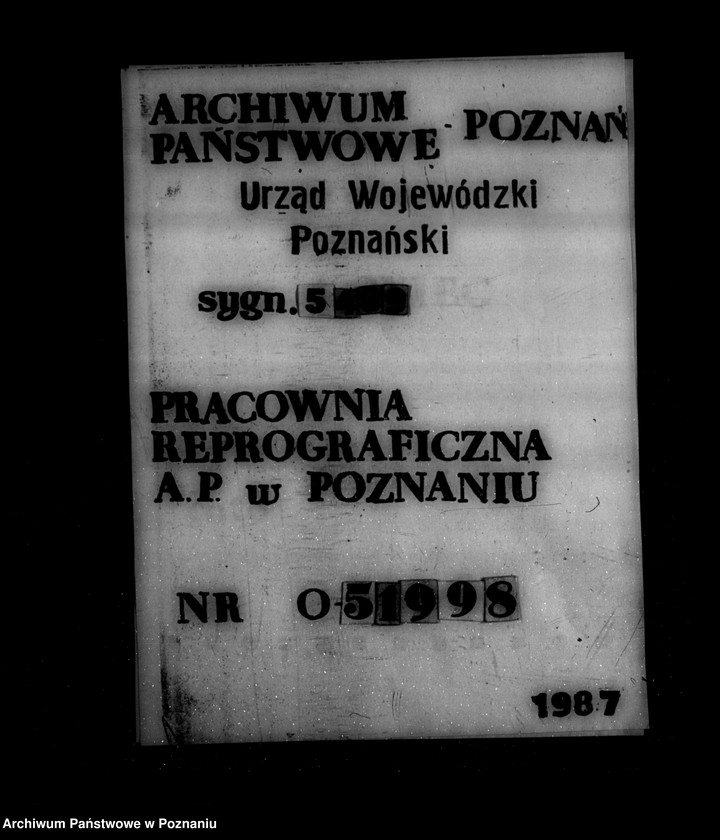 ARCHIWUM
PAŃSTWOWE - POZNAŃ
Urząd Wojewódzki
Poznański
sygn. 5
PRACOWNIA
REPROGRAFICZNA
A.P. w POZNANIU
NR O-51998
1987
Archiwum Państwowe w Poznaniu